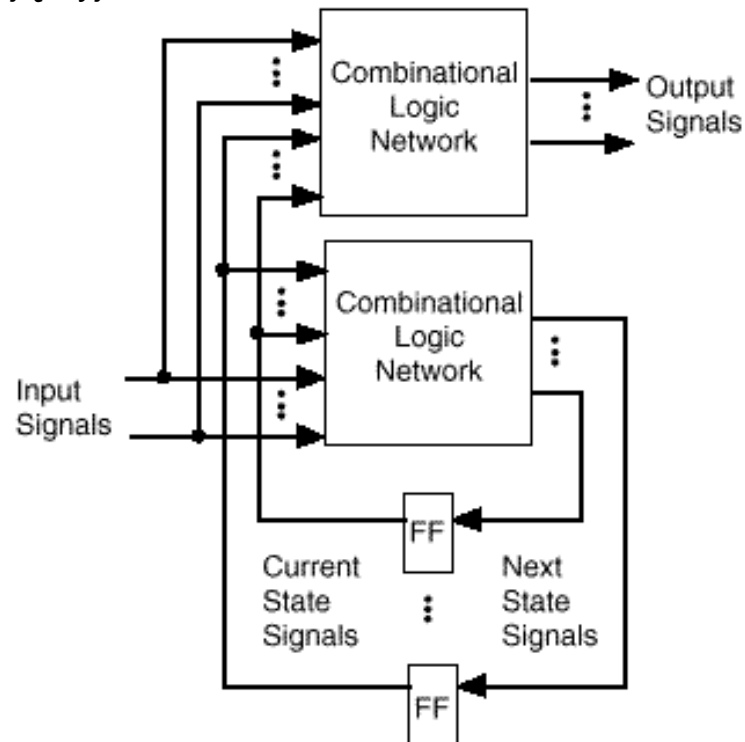 Combinational
Logic
Network
Output
Signals
Combinational
Logic
Network
Input
Signals
FF
Current
State
Signals
Next
State
Signals
FF